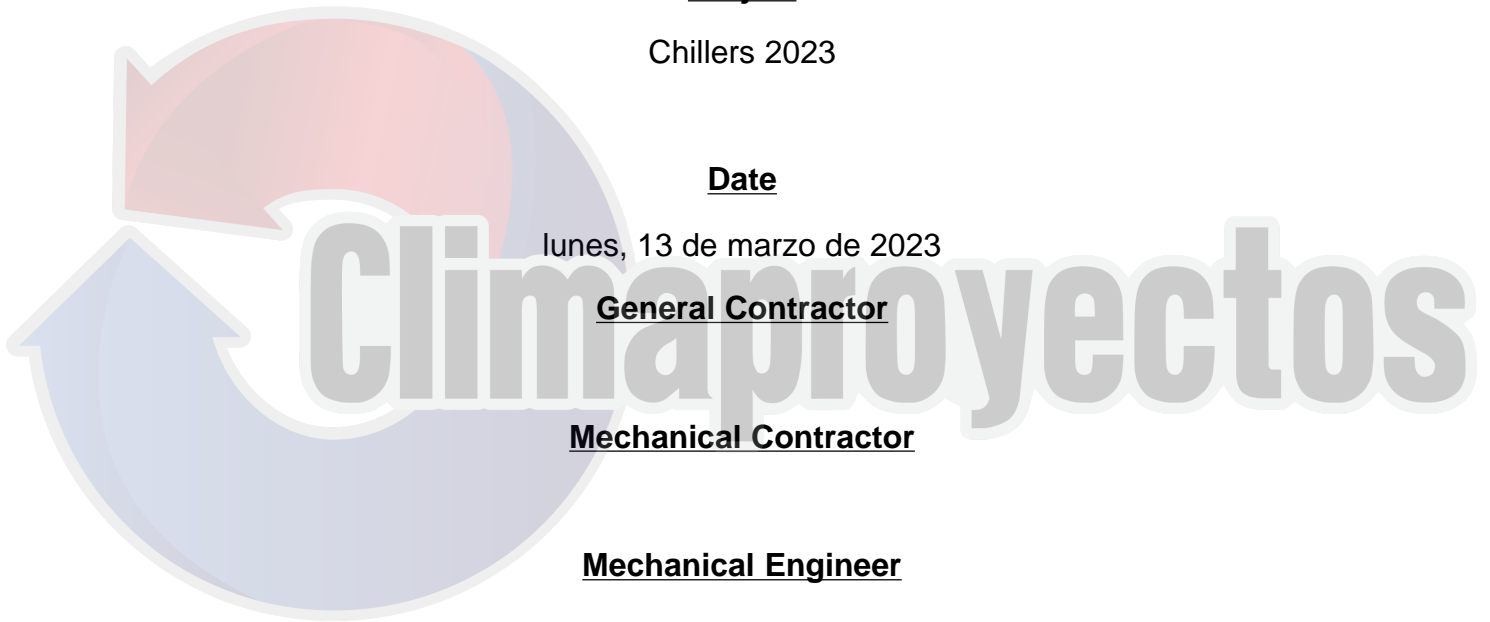 Chillers 2023
Date
lunes, 13 de marzo de 2023
General Contractor
Climaproyectos
Mechanical Contractor
Mechanical Engineer